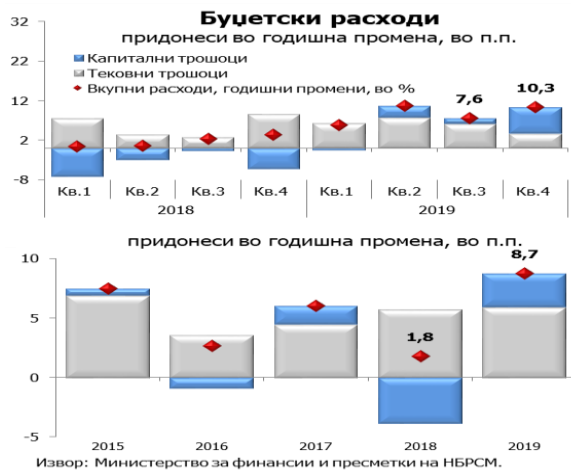 Буџетски расходи
придонеси во годишна промена, во п.п.
32
22
12
2
-8
Капитални трошоци
Тековни трошоци
Вкупни расходи, годишни промени, во %
7,6
10,3
Кв.1 Кв.2 Кв.3 Кв.4 Кв.1 Кв.2 Кв.3 Кв.4
2018 2019
придонеси во годишна промена, во п.п.
10
5
0
-5
1,8
8,7
2015 2016 2017 2018 2019
Извор: Министерство за финансии и пресметки на НБРСМ.